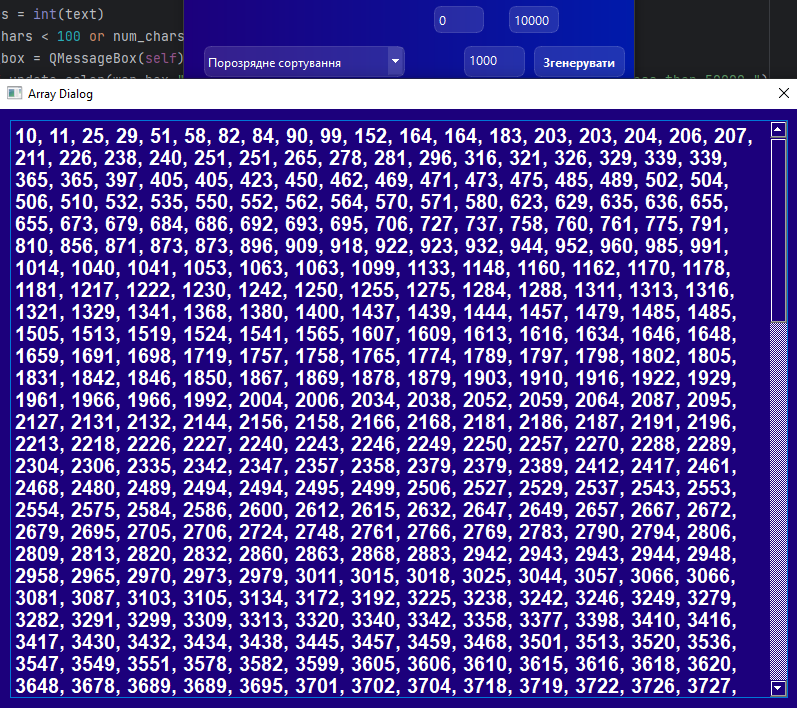 s = int(text)
hars < 100 or num_chars
box = QMessageBox(self)
0
10000
Порозрядне сортування
1000
Згенерувати
Array Dialog
10, 11, 25, 29, 51, 58, 82, 84, 90, 99, 152, 164, 164, 183, 203, 203, 204, 206, 207,
211, 226, 238, 240, 251, 251, 265, 278, 281, 296, 316, 321, 326, 329, 339, 339,
365, 365, 397, 405, 405, 423, 450, 462, 469, 471, 473, 475, 485, 489, 502, 504,
506, 510, 532, 535, 550, 552, 562, 564, 570, 571, 580, 623, 629, 635, 636, 655,
655, 673, 679, 684, 686, 692, 693, 695, 706, 727, 737, 758, 760, 761, 775, 791,
810, 856, 871, 873, 873, 896, 909, 918, 922, 923, 932, 944, 952, 960, 985, 991,
1014, 1040, 1041, 1053, 1063, 1063, 1099, 1133, 1148, 1160, 1162, 1170, 1178,
1181, 1217, 1222, 1230, 1242, 1250, 1255, 1275, 1284, 1288, 1311, 1313, 1316,
1321, 1329, 1341, 1368, 1380, 1400, 1437, 1439, 1444, 1457, 1479, 1485, 1485,
1505, 1513, 1519, 1524, 1541, 1565, 1607, 1609, 1613, 1616, 1634, 1646, 1648,
1659, 1691, 1698, 1719, 1757, 1758, 1765, 1774, 1789, 1797, 1798, 1802, 1805,
1831, 1842, 1846, 1850, 1867, 1869, 1878, 1879, 1903, 1910, 1916, 1922, 1929,
1961, 1966, 1966, 1992, 2004, 2006, 2034, 2038, 2052, 2059, 2064, 2087, 2095,
2127, 2131, 2132, 2144, 2156, 2158, 2166, 2168, 2181, 2186, 2187, 2191, 2196,
2213, 2218, 2226, 2227, 2240, 2243, 2246, 2249, 2250, 2257, 2270, 2288, 2289,
2304, 2306, 2335, 2342, 2347, 2357, 2358, 2379, 2379, 2389, 2412, 2417, 2461,
2468, 2480, 2489, 2494, 2494, 2495, 2499, 2506, 2527, 2529, 2537, 2543, 2553,
2554, 2575, 2584, 2586, 2600, 2612, 2615, 2632, 2647, 2649, 2657, 2667, 2672,
2679, 2695, 2705, 2706, 2724, 2748, 2761, 2766, 2769, 2783, 2790, 2794, 2806,
2809, 2813, 2820, 2832, 2860, 2863, 2868, 2883, 2942, 2943, 2943, 2944, 2948,
2958, 2965, 2970, 2973, 2979, 3011, 3015, 3018, 3025, 3044, 3057, 3066, 3066,
3081, 3087, 3103, 3105, 3134, 3172, 3192, 3225, 3238, 3242, 3246, 3249, 3279,
3282, 3291, 3299, 3309, 3313, 3320, 3340, 3342, 3358, 3377, 3398, 3410, 3416,
3417, 3430, 3432, 3434, 3438, 3445, 3457, 3459, 3468, 3501, 3513, 3520, 3536,
3547, 3549, 3551, 3578, 3582, 3599, 3605, 3606, 3610, 3615, 3616, 3618, 3620,
3648, 3678, 3689, 3689, 3695, 3701, 3702, 3704, 3718, 3719, 3722, 3726, 3727,